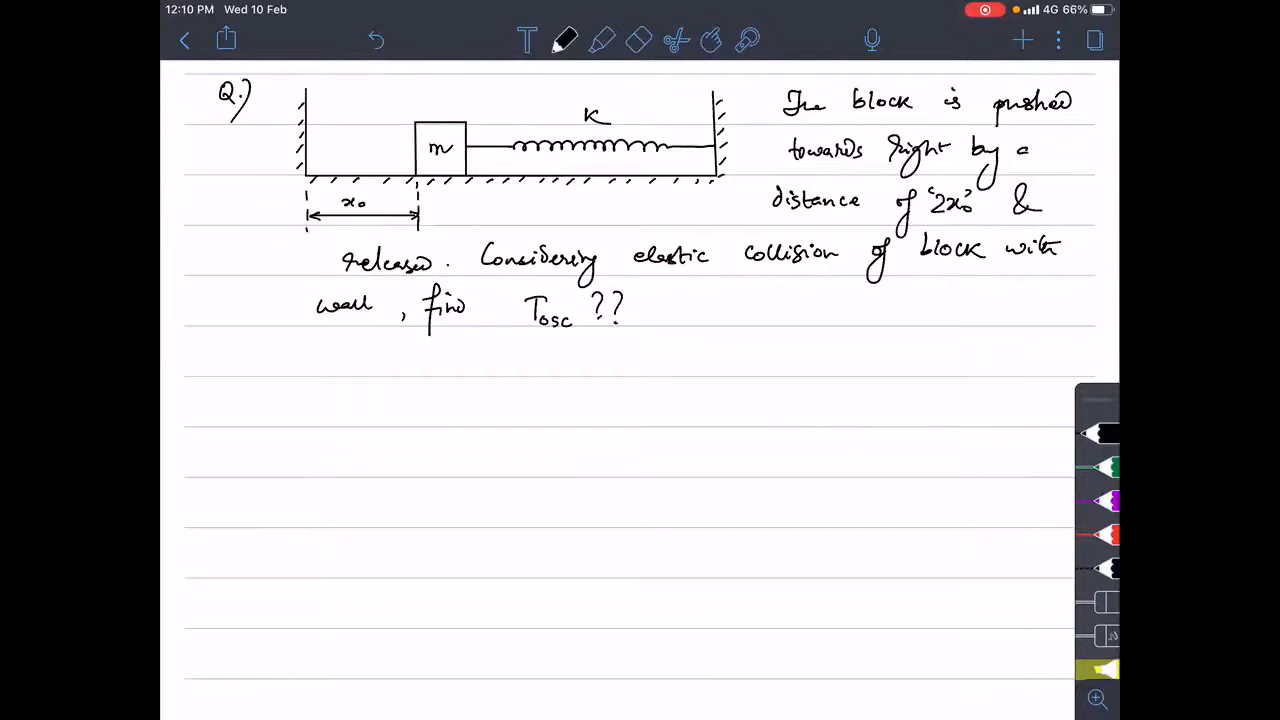 12:10 PM Wed 10 Feb
4G 66%
T
Q.)
K
m
x₀
The block is pushed
towards right by a
distance of '2x₀' &
released. Considering elastic collision of block with
wall, find Tosc ??